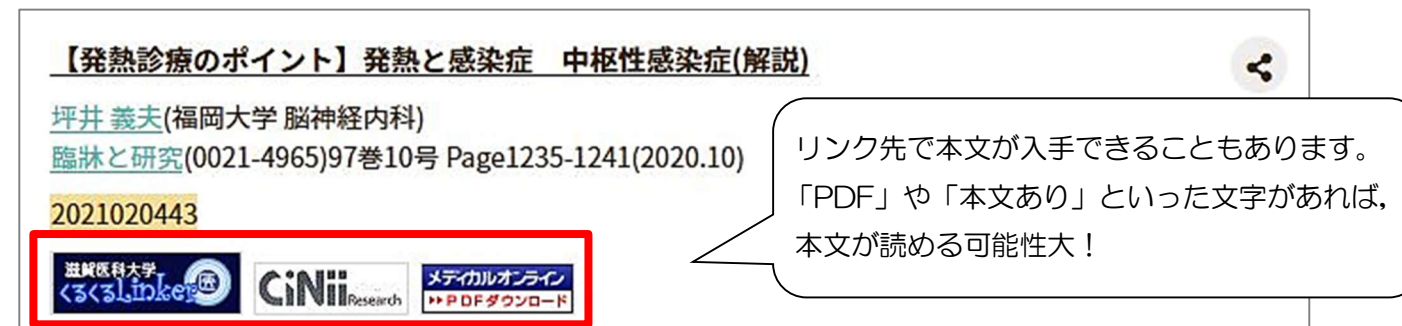 【発熱診療のポイント】発熱と感染症　中枢性感染症(解説)
坪井 義夫(福岡大学 脳神経内科)
臨牀と研究(0021-4965)97巻10号 Page1235-1241(2020.10)
2021020443
滋賀医科大学
くるくるLinker医
CiNii Research
メディカルオンライン
PDFダウンロード
リンク先で本文が入手できることもあります。
「PDF」や「本文あり」といった文字があれば，
本文が読める可能性大！